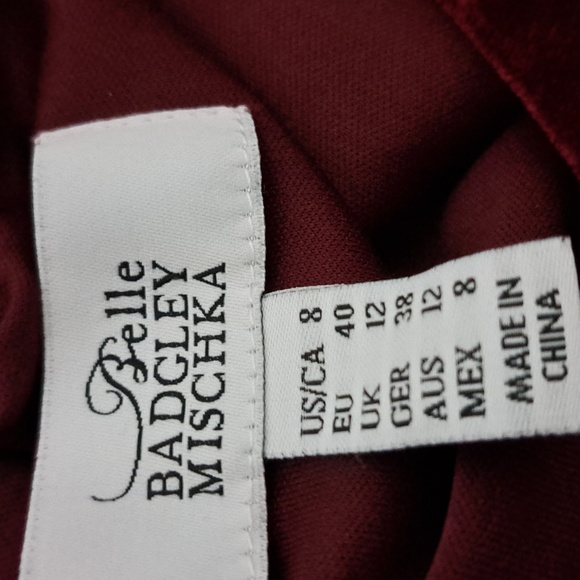 Belle
BADGLEY
MISCHKA
US/CA 8
EU 40
UK 12
GER 38
AUS 12
MEX 8
MADE IN
CHINA